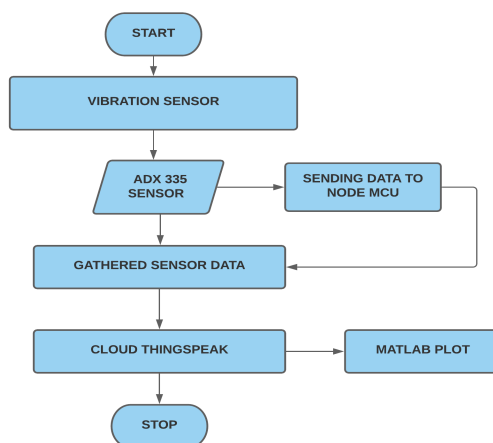 START
VIBRATION SENSOR
ADX 335
SENSOR
SENDING DATA TO
NODE MCU
GATHERED SENSOR DATA
CLOUD THINGSPEAK
MATLAB PLOT
STOP